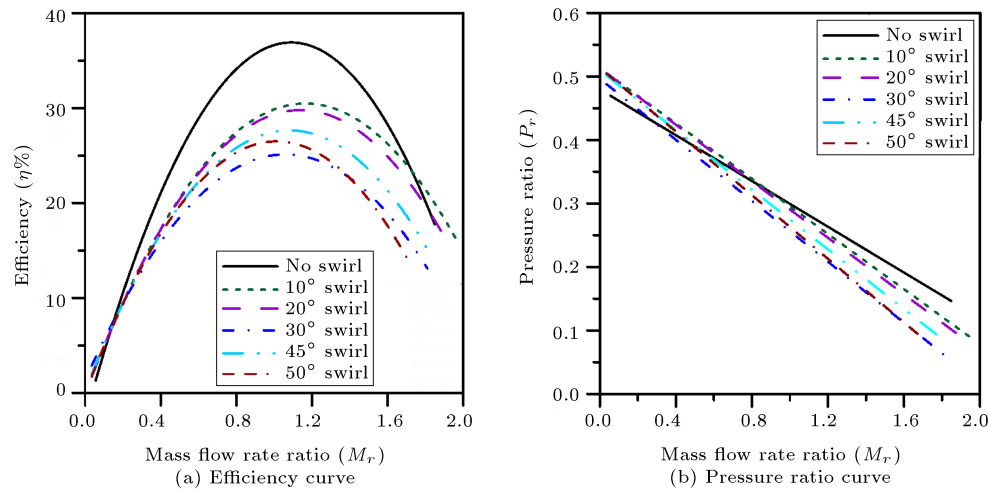 40
30
20
10
0
Efficiency (η%)
No swirl
10° swirl
20° swirl
30° swirl
45° swirl
50° swirl
0.0 0.4 0.8 1.2 1.6 2.0
Mass flow rate ratio (Mr)
(a) Efficiency curve
0.6
0.5
0.4
0.3
0.2
0.1
0.0
Pressure ratio (Pr)
No swirl
10° swirl
20° swirl
30° swirl
45° swirl
50° swirl
0.0 0.4 0.8 1.2 1.6 2.0
Mass flow rate ratio (Mr)
(b) Pressure ratio curve